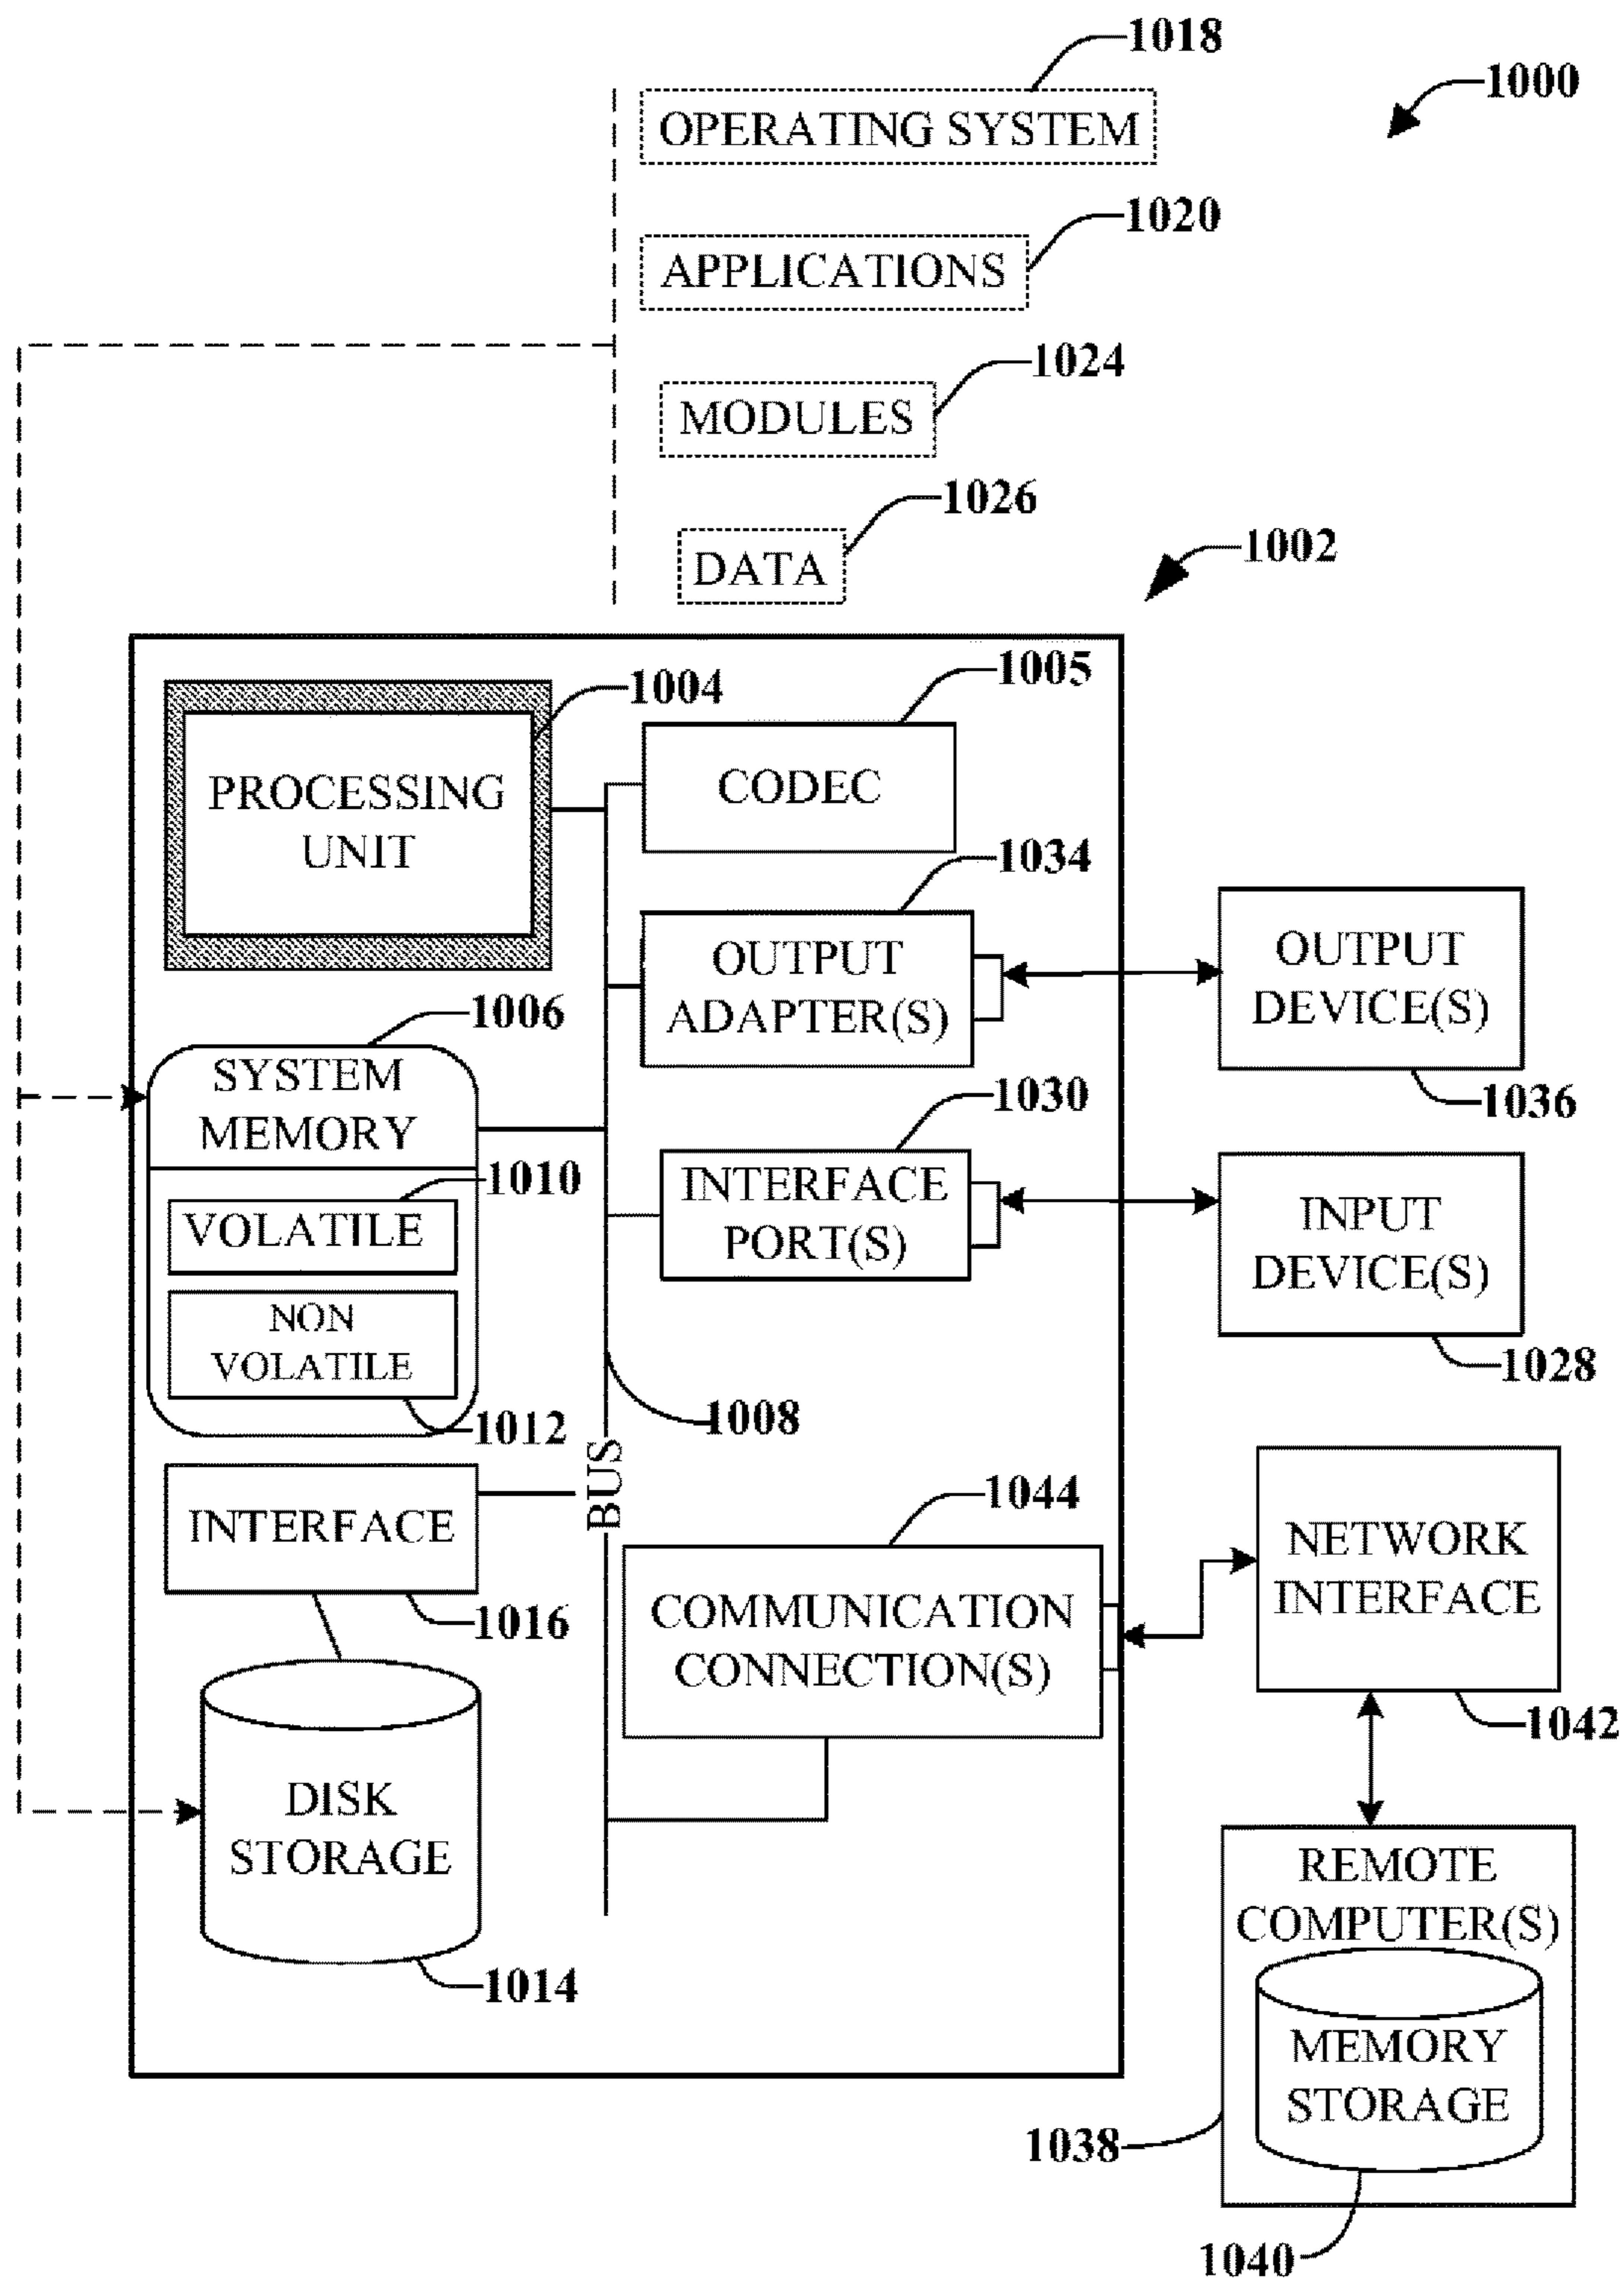 1018
1000
OPERATING SYSTEM
1020
APPLICATIONS
1024
MODULES
1026
DATA
1002
1005
1004
PROCESSING
UNIT
CODEC
1034
OUTPUT
ADAPTER(S)
OUTPUT
DEVICE(S)
1036
1006
SYSTEM
MEMORY
1010
VOLATILE
NON
VOLATILE
1012
1030
INTERFACE
PORT(S)
INPUT
DEVICE(S)
1028
1008
BUS
INTERFACE
1016
1044
COMMUNICATION
CONNECTION(S)
NETWORK
INTERFACE
1042
DISK
STORAGE
1014
REMOTE
COMPUTER(S)
MEMORY
STORAGE
1038
1040